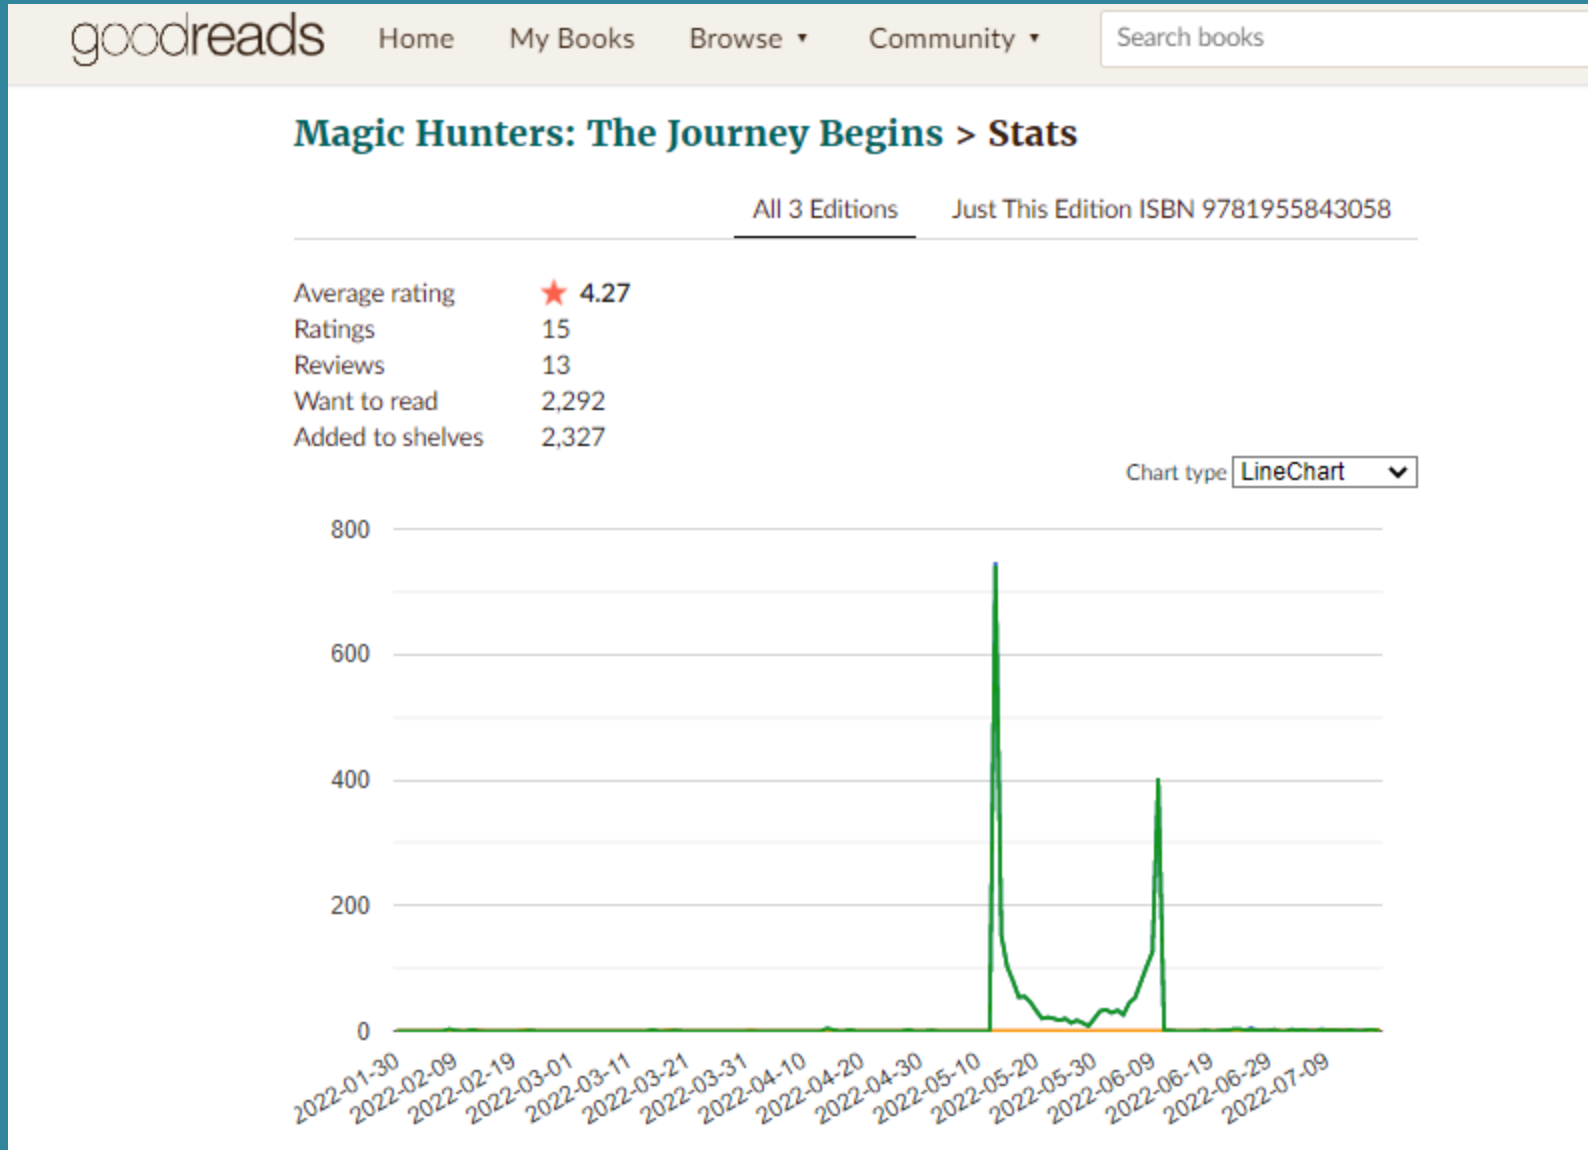 goodreads Home My Books Browse ▾ Community ▾ Search books
Magic Hunters: The Journey Begins > Stats
All 3 Editions Just This Edition ISBN 9781955843058
Average rating ★ 4.27
Ratings 15
Reviews 13
Want to read 2,292
Added to shelves 2,327
Chart type LineChart
800
600
400
200
0
2022-01-30 2022-02-09 2022-02-19 2022-03-01 2022-03-11 2022-03-21 2022-03-31 2022-04-10 2022-04-20 2022-04-30 2022-05-10 2022-05-20 2022-05-30 2022-06-09 2022-06-19 2022-06-29 2022-07-09